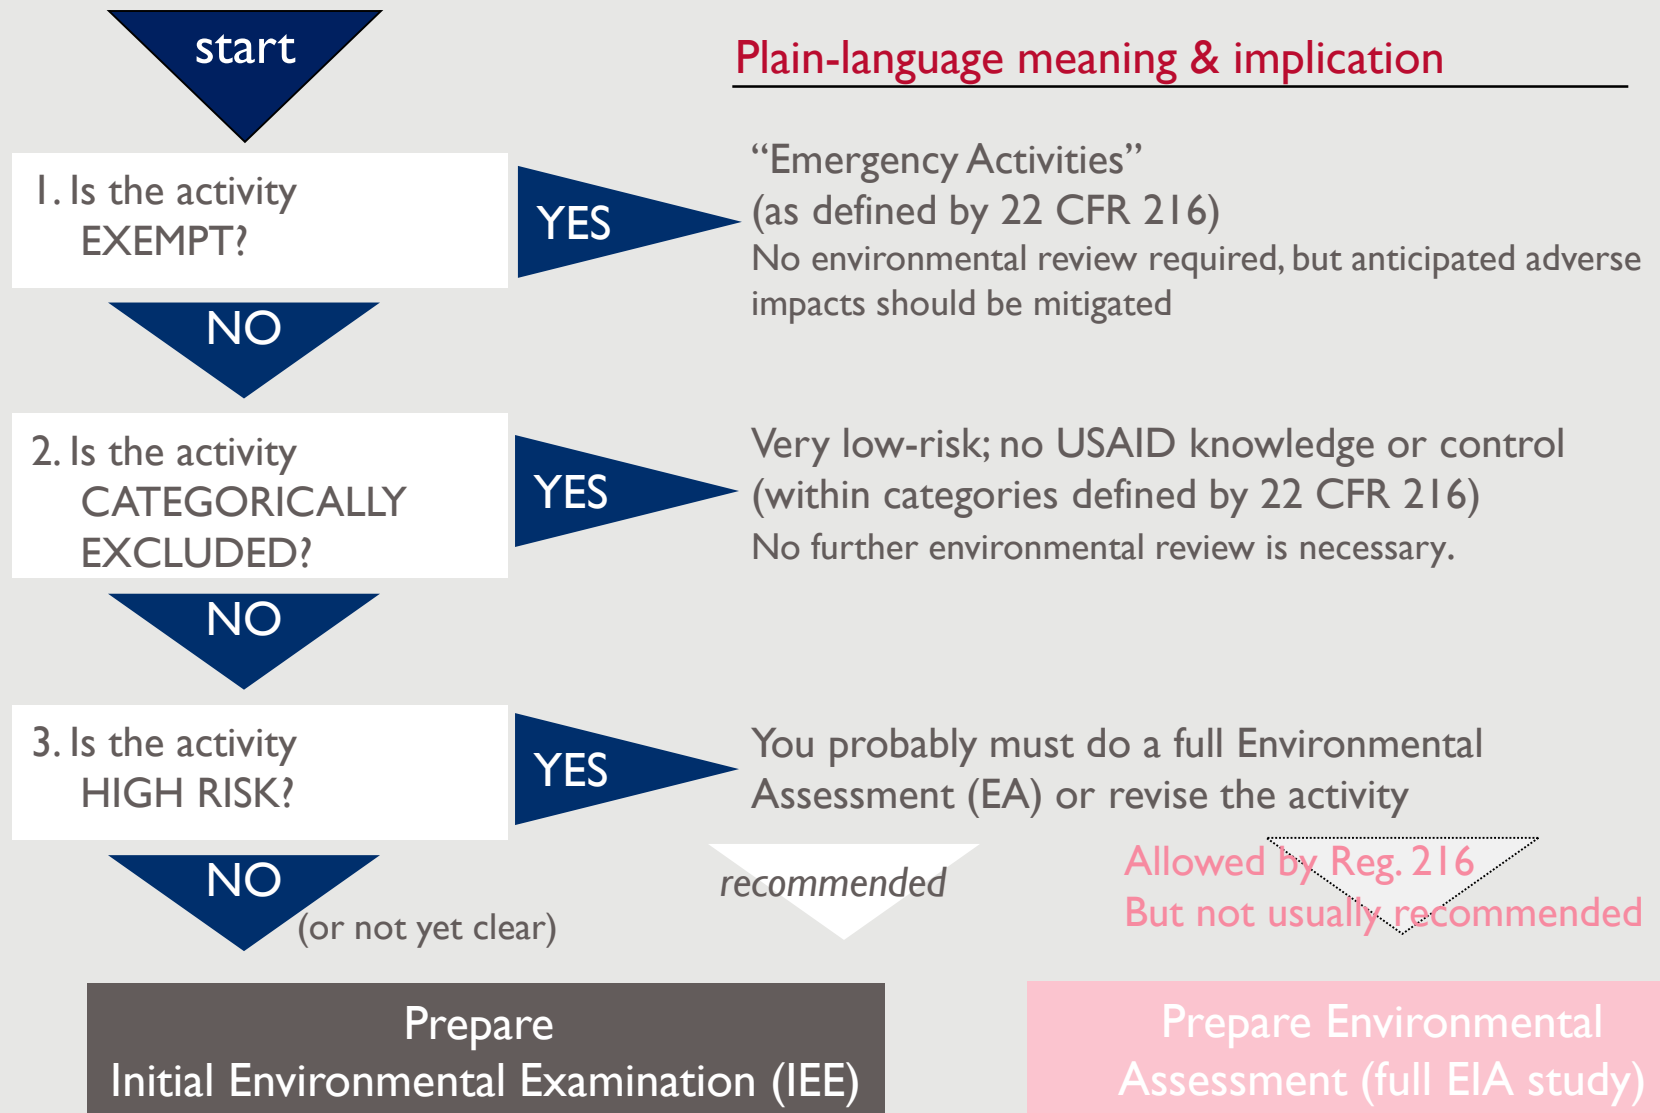 start
Plain-language meaning & implication
1. Is the activity
EXEMPT?
YES
“Emergency Activities”
(as defined by 22 CFR 216)
No environmental review required, but anticipated adverse
impacts should be mitigated
NO
2. Is the activity
CATEGORICALLY
EXCLUDED?
YES
Very low-risk; no USAID knowledge or control
(within categories defined by 22 CFR 216)
No further environmental review is necessary.
NO
3. Is the activity
HIGH RISK?
YES
You probably must do a full Environmental
Assessment (EA) or revise the activity
NO
(or not yet clear)
recommended
Allowed by Reg. 216
But not usually recommended
Prepare
Initial Environmental Examination (IEE)
Prepare Environmental
Assessment (full EIA study)